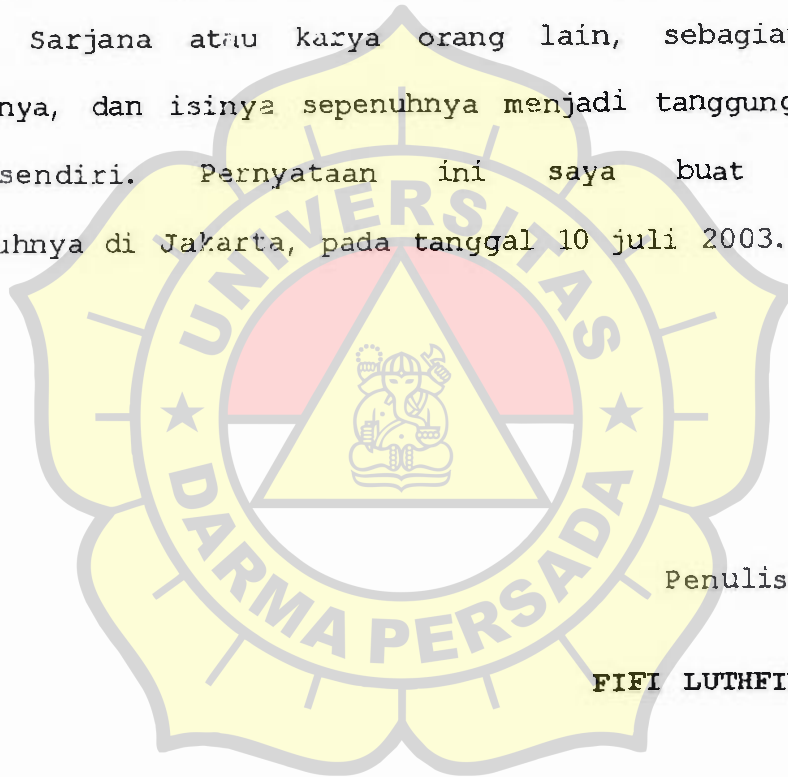 Sarjana atau karya orang lain, sebagia
nya, dan isinya sepenuhnya menjadi tanggung
sendiri. Pernyataan ini saya buat
uhnya di Jakarta, pada tanggal 10 juli 2003.
UNIVERSITAS
DARMA PERSADA
Penulis
FIFI LUTHFI